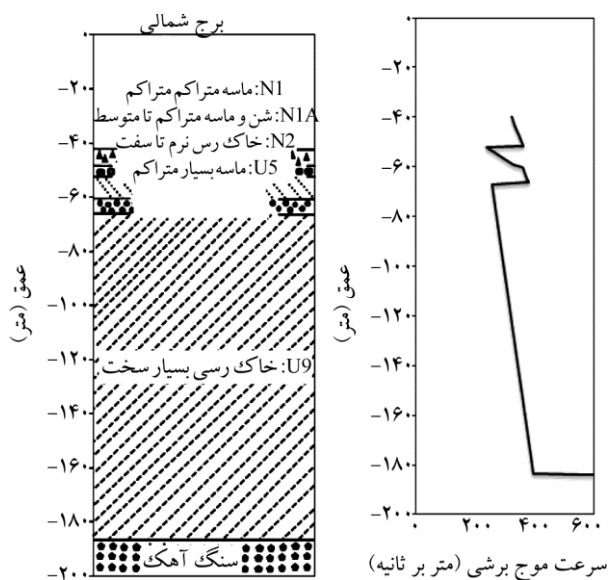 برج شمالی
N1: ماسه متراکم متراکم
N1A: شن و ماسه متراکم تا متوسط
N2: خاک رس نرم تا سفت
U5: ماسه بسیار متراکم
U9: خاک رسی بسیار سخت
سنگ آهک
عمق (متر)
۰
−۲۰
−۴۰
−۶۰
−۸۰
−۱۰۰
−۱۲۰
−۱۴۰
−۱۶۰
−۱۸۰
−۲۰۰
عمق (متر)
۰
−۲۰
−۴۰
−۶۰
−۸۰
−۱۰۰
−۱۲۰
−۱۴۰
−۱۶۰
−۱۸۰
−۲۰۰
۰ ۲۰۰ ۴۰۰ ۶۰۰
سرعت موج برشی (متر بر ثانیه)